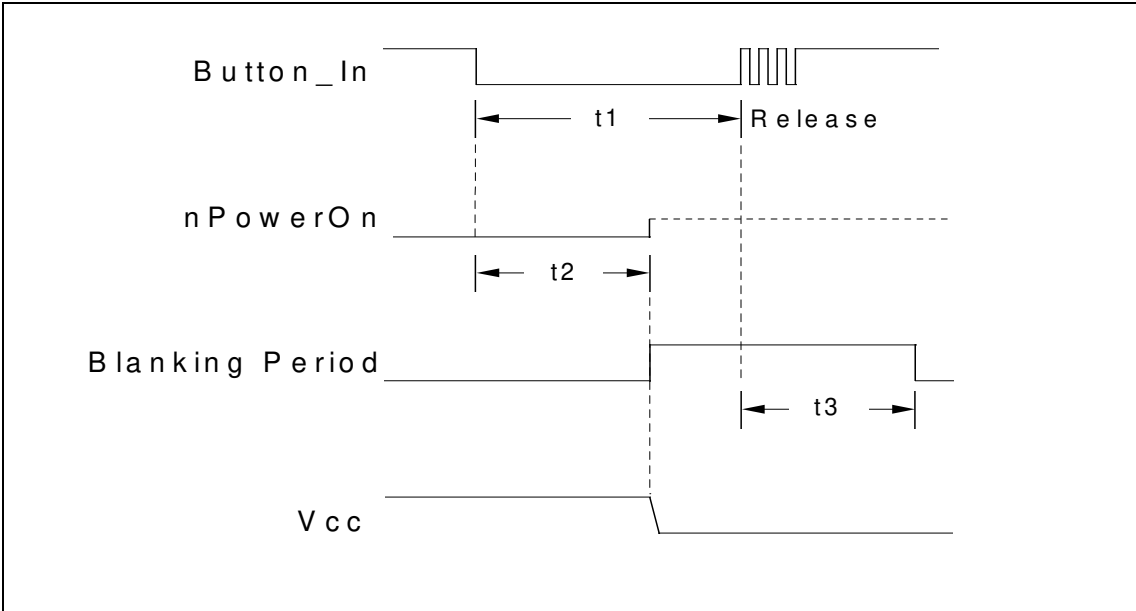 Button_In
t1
Release
nPowerOn
t2
Blanking Period
t3
Vcc